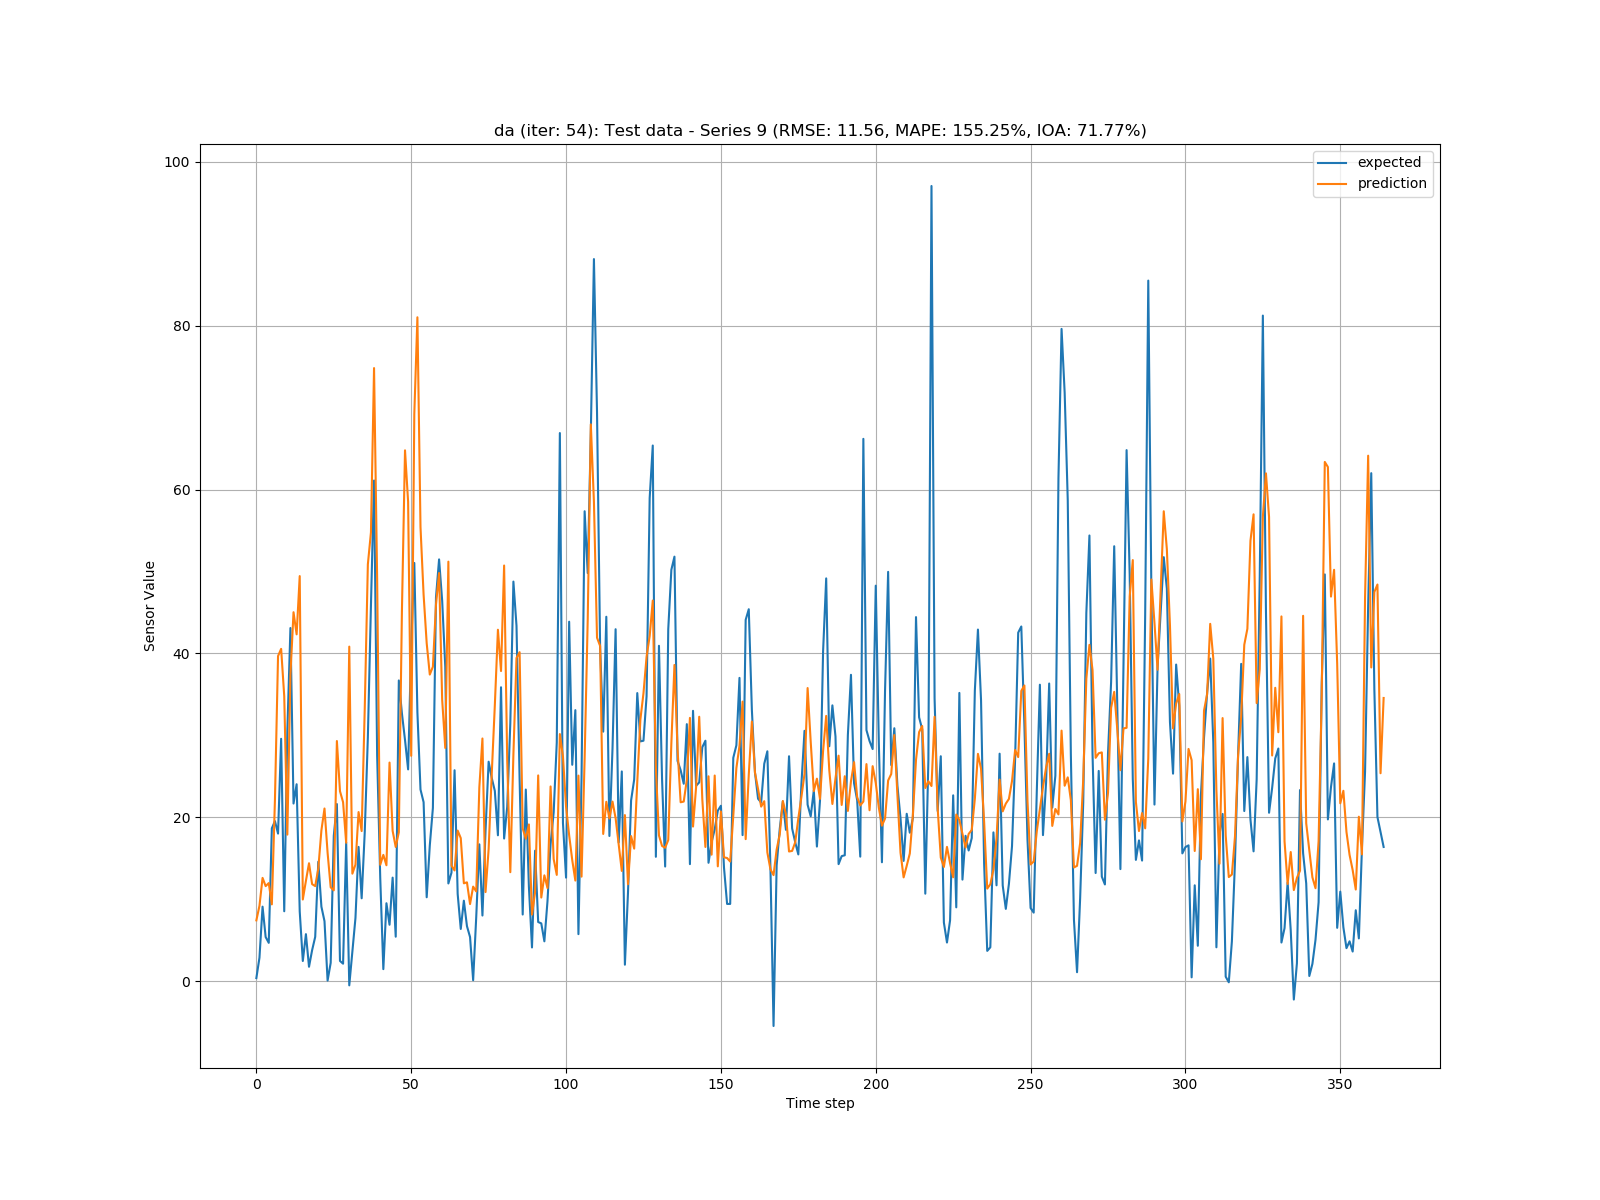 da (iter: 54): Test data - Series 9 (RMSE: 11.56, MAPE: 155.25%, IOA: 71.77%)
expected
prediction
100
80
60
40
20
0
Sensor Value
0 50 100 150 200 250 300 350
Time step